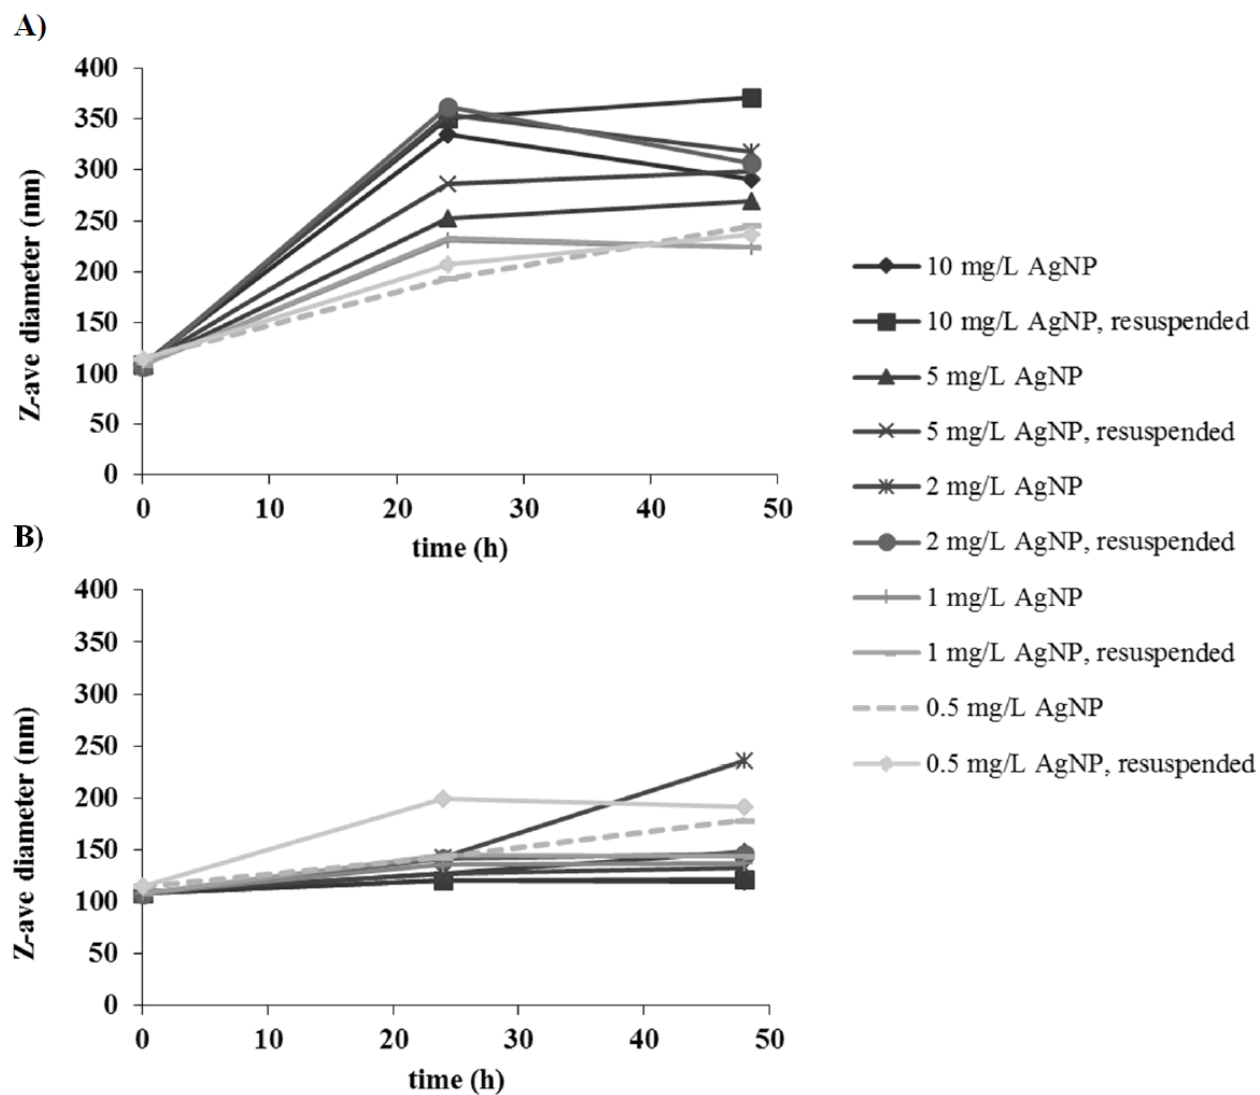 A)
400
350
300
250
200
150
100
50
0
Z-ave diameter (nm)
0 10 20 30 40 50
time (h)
10 mg/L AgNP
10 mg/L AgNP, resuspended
5 mg/L AgNP
5 mg/L AgNP, resuspended
2 mg/L AgNP
2 mg/L AgNP, resuspended
1 mg/L AgNP
1 mg/L AgNP, resuspended
0.5 mg/L AgNP
0.5 mg/L AgNP, resuspended
B)
400
350
300
250
200
150
100
50
0
Z-ave diameter (nm)
0 10 20 30 40 50
time (h)